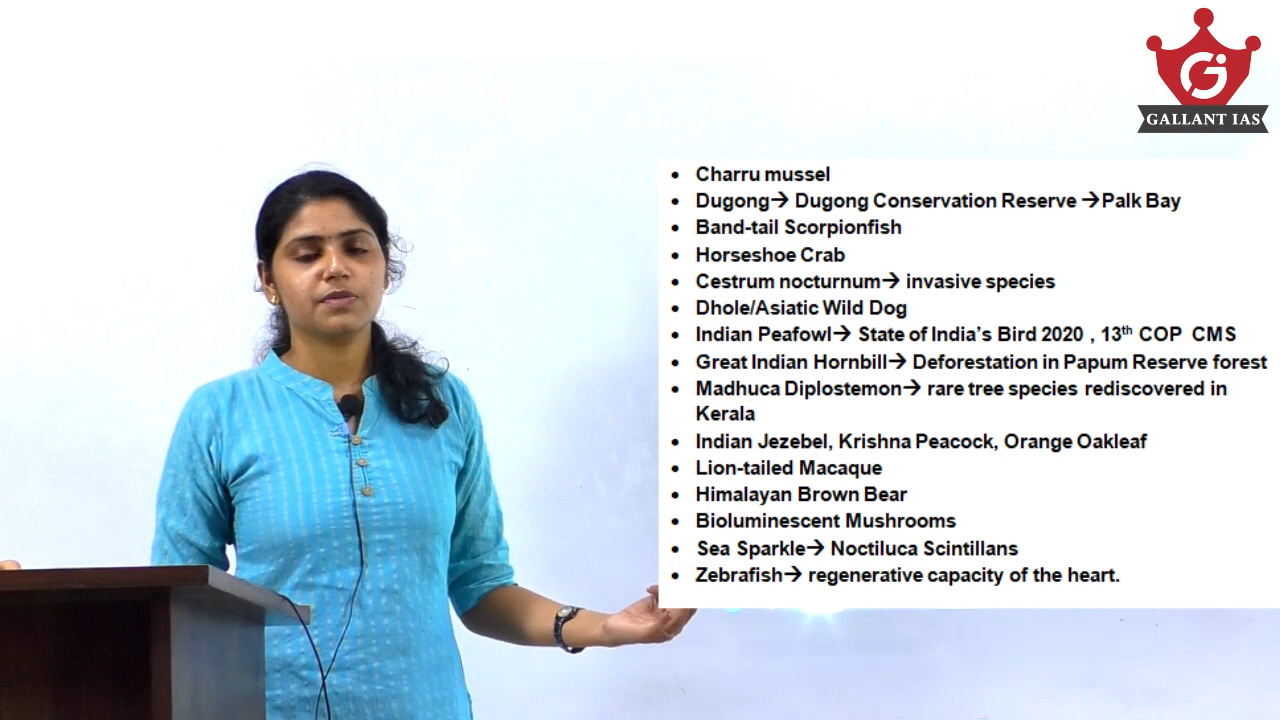 GALLANT IAS
• Charru mussel
• Dugong→ Dugong Conservation Reserve →Palk Bay
• Band-tail Scorpionfish
• Horseshoe Crab
• Cestrum nocturnum→ invasive species
• Dhole/Asiatic Wild Dog
• Indian Peafowl→ State of India's Bird 2020 , 13th COP CMS
• Great Indian Hornbill→ Deforestation in Papum Reserve forest
• Madhuca Diplostemon→ rare tree species rediscovered in
Kerala
• Indian Jezebel, Krishna Peacock, Orange Oakleaf
• Lion-tailed Macaque
• Himalayan Brown Bear
• Bioluminescent Mushrooms
• Sea Sparkle→ Noctiluca Scintillans
• Zebrafish→ regenerative capacity of the heart.